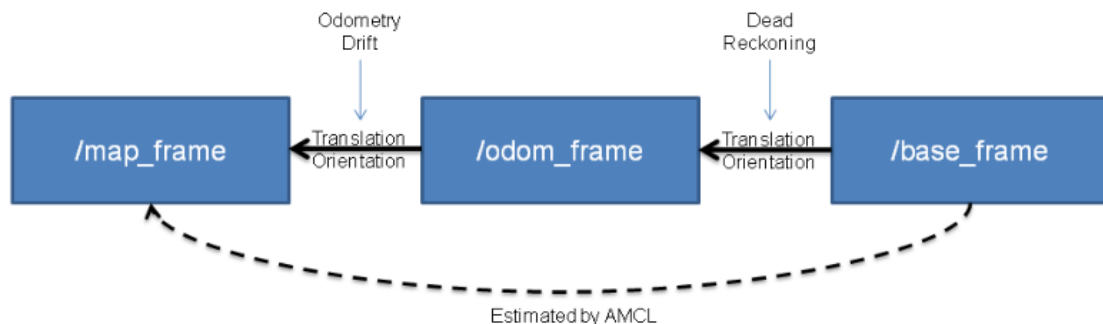 Odometry
Drift
Dead
Reckoning
/map_frame
Translation
Orientation
/odom_frame
Translation
Orientation
/base_frame
Estimated by AMCL